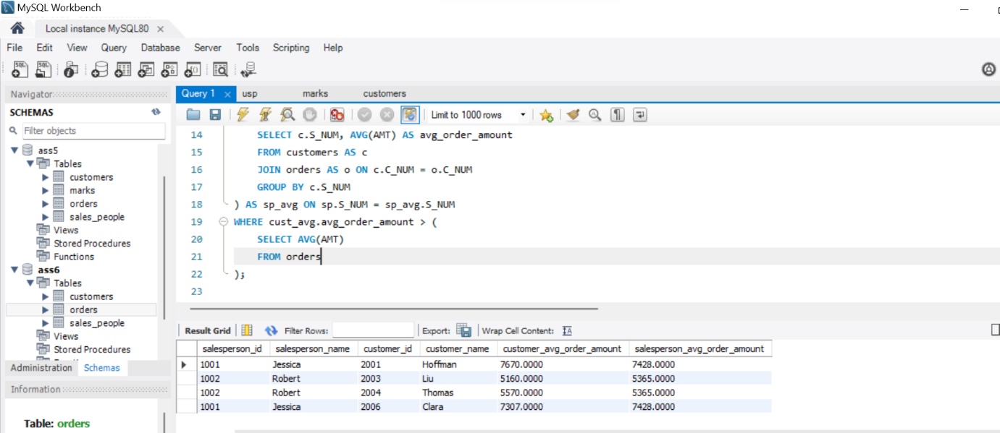 MySQL Workbench
Local instance MySQL80 ×
File Edit View Query Database Server Tools Scripting Help
SQL SQL
Navigator
SCHEMAS
Filter objects
ass5
Tables
customers
marks
orders
sales_people
Views
Stored Procedures
Functions
ass6
Tables
customers
orders
sales_people
Views
Stored Procedures
Administration Schemas
Information
Table: orders
Query 1 × usp marks customers
Limit to 1000 rows
14 SELECT c.S_NUM, AVG(AMT) AS avg_order_amount
15 FROM customers AS c
16 JOIN orders AS o ON c.C_NUM = o.C_NUM
17 GROUP BY c.S_NUM
18 ) AS sp_avg ON sp.S_NUM = sp_avg.S_NUM
19 WHERE cust_avg.avg_order_amount > (
20 SELECT AVG(AMT)
21 FROM orders
22 );
23
Result Grid Filter Rows: Export: Wrap Cell Content: IA
salesperson_id salesperson_name customer_id customer_name customer_avg_order_amount salesperson_avg_order_amount
1001 Jessica 2001 Hoffman 7670.0000 7428.0000
1002 Robert 2003 Liu 5160.0000 5365.0000
1002 Robert 2004 Thomas 5570.0000 5365.0000
1001 Jessica 2006 Clara 7307.0000 7428.0000